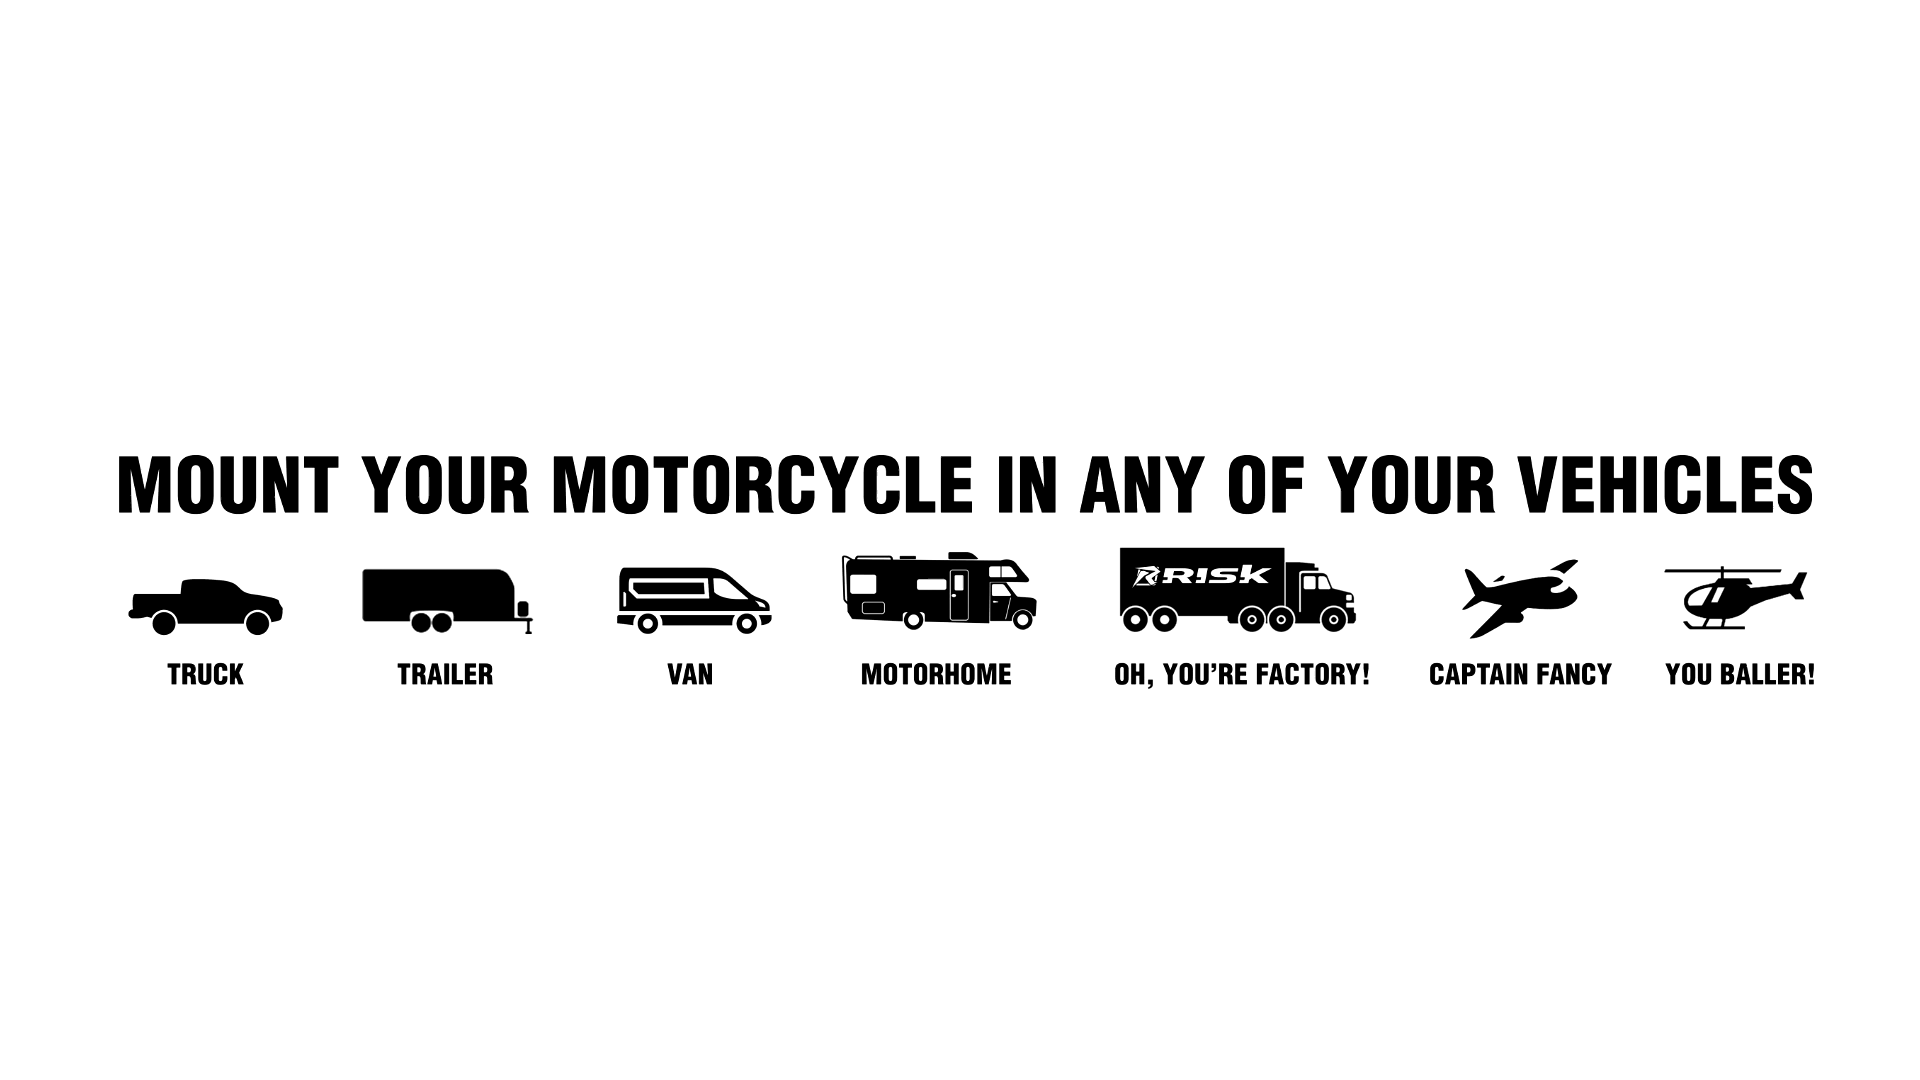 MOUNT YOUR MOTORCYCLE IN ANY OF YOUR VEHICLES
RISK
TRUCK
TRAILER
VAN
MOTORHOME
OH, YOU'RE FACTORY!
CAPTAIN FANCY
YOU BALLER!